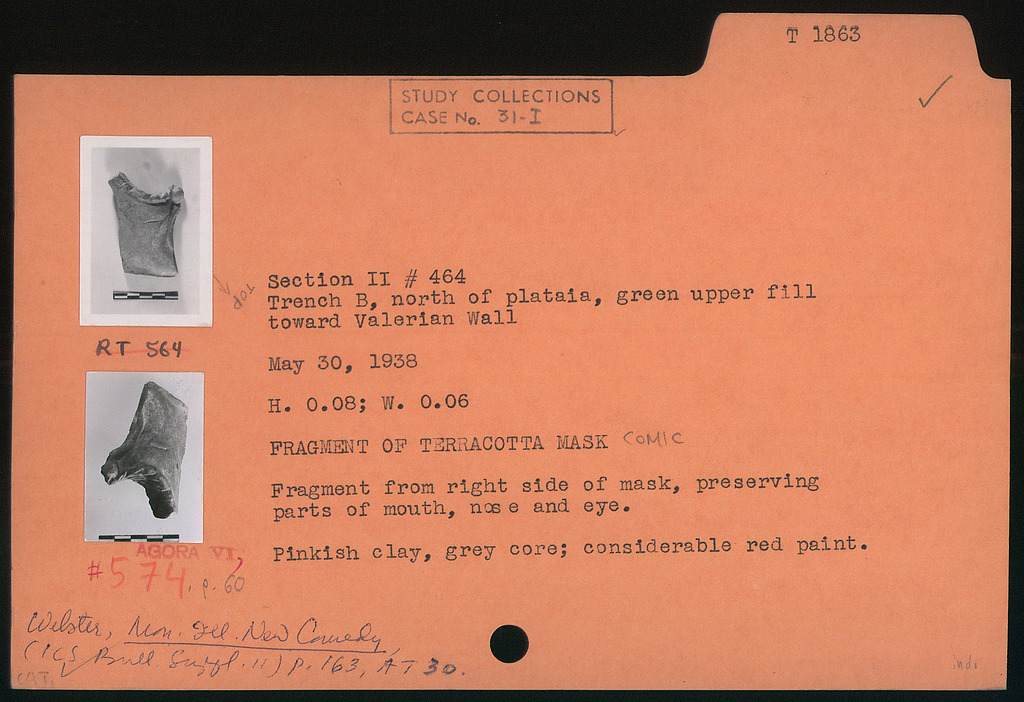 T 1863
STUDY COLLECTIONS
CASE No. 31-I
TOP
Section II # 464
Trench B, north of plataia, green upper fill
toward Valerian Wall
RT 564
May 30, 1938
H. 0.08; W. 0.06
FRAGMENT OF TERRACOTTA MASK COMIC
Fragment from right side of mask, preserving
parts of mouth, nose and eye.
Pinkish clay, grey core; considerable red paint.
AGORA VI,
#574, p. 60
Webster, Mon. Ill. New Comedy,
(ICS Bull. Suppl. 11) p. 163, AT 30.
CAT.
ind.